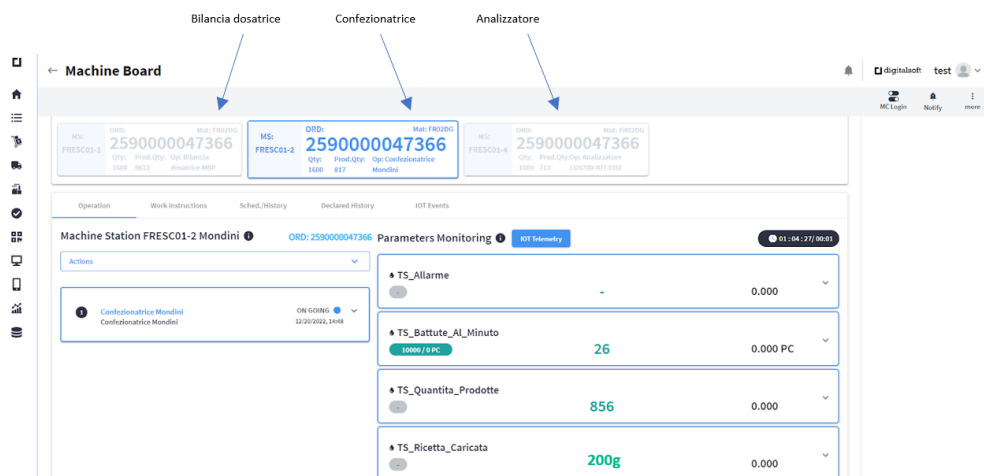 Bilancia dosatrice
Confezionatrice
Analizzatore
← Machine Board
digitalsoft
test
MC Login
Notify
more
MS:
FRESC01-3
ORD:
Mat: FR02DG
2590000047366
Qty: Prod.Qty: Op: Bilancia
1600 9613 dosatrice MBP
MS:
FRESC01-2
ORD:
Mat: FR02DG
2590000047366
Qty: Prod.Qty: Op: Confezionatrice
1600 817 Mondini
MS:
FRESC01-4
ORD:
Mat: FR02DG
2590000047366
Qty: Prod.Qty: Op: Analizzatore
1000 713
Operation
Work Instructions
Sched./History
Declared History
IOT Events
Machine Station FRESC01-2 Mondini
ORD: 2590000047366
Actions
1
Confezionatrice Mondini
Confezionatrice Mondini
ON GOING
12/20/2022, 14:48
Parameters Monitoring
IOT Telemetry
01 : 04 : 27/ 00:01
TS_Allarme
-
-
0.000
TS_Battute_Al_Minuto
10000 / 0 PC
26
0.000 PC
TS_Quantita_Prodotte
-
856
0.000
TS_Ricetta_Caricata
-
200g
0.000